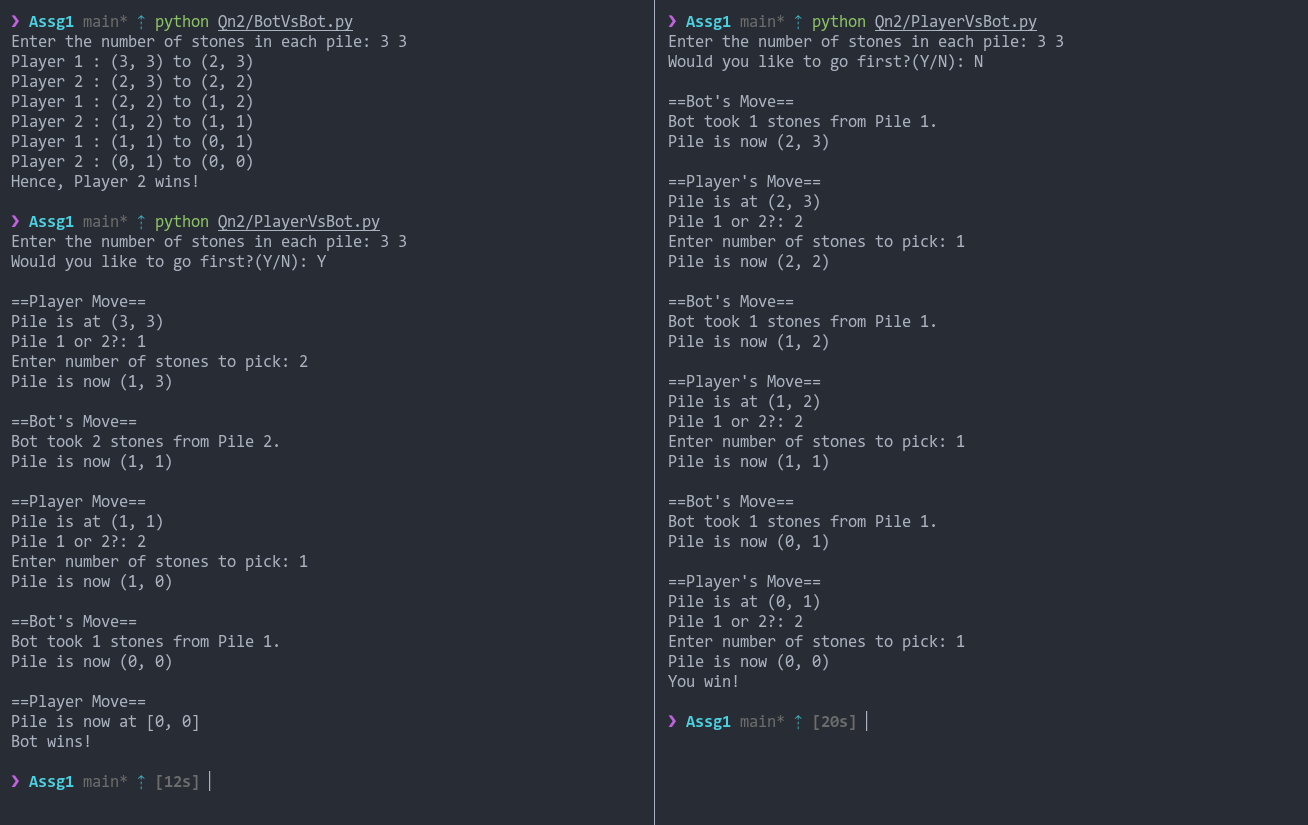 ❯ Assg1 main* ⇡ python Qn2/BotVsBot.py
Enter the number of stones in each pile: 3 3
Player 1 : (3, 3) to (2, 3)
Player 2 : (2, 3) to (2, 2)
Player 1 : (2, 2) to (1, 2)
Player 2 : (1, 2) to (1, 1)
Player 1 : (1, 1) to (0, 1)
Player 2 : (0, 1) to (0, 0)
Hence, Player 2 wins!
❯ Assg1 main* ⇡ python Qn2/PlayerVsBot.py
Enter the number of stones in each pile: 3 3
Would you like to go first?(Y/N): Y
==Player Move==
Pile is at (3, 3)
Pile 1 or 2?: 1
Enter number of stones to pick: 2
Pile is now (1, 3)
==Bot's Move==
Bot took 2 stones from Pile 2.
Pile is now (1, 1)
==Player Move==
Pile is at (1, 1)
Pile 1 or 2?: 2
Enter number of stones to pick: 1
Pile is now (1, 0)
==Bot's Move==
Bot took 1 stones from Pile 1.
Pile is now (0, 0)
==Player Move==
Pile is now at [0, 0]
Bot wins!
❯ Assg1 main* ⇡ [12s]
❯ Assg1 main* ⇡ python Qn2/PlayerVsBot.py
Enter the number of stones in each pile: 3 3
Would you like to go first?(Y/N): N
==Bot's Move==
Bot took 1 stones from Pile 1.
Pile is now (2, 3)
==Player's Move==
Pile is at (2, 3)
Pile 1 or 2?: 2
Enter number of stones to pick: 1
Pile is now (2, 2)
==Bot's Move==
Bot took 1 stones from Pile 1.
Pile is now (1, 2)
==Player's Move==
Pile is at (1, 2)
Pile 1 or 2?: 2
Enter number of stones to pick: 1
Pile is now (1, 1)
==Bot's Move==
Bot took 1 stones from Pile 1.
Pile is now (0, 1)
==Player's Move==
Pile is at (0, 1)
Pile 1 or 2?: 2
Enter number of stones to pick: 1
Pile is now (0, 0)
You win!
❯ Assg1 main* ⇡ [20s]